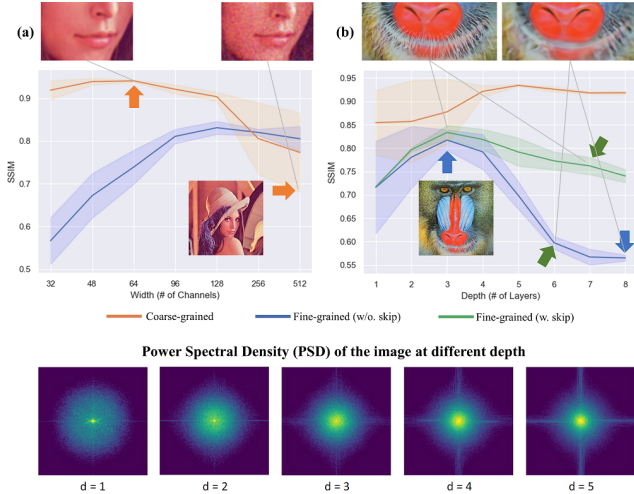 (a)
(b)
SSIM
0.9
0.8
0.7
0.6
0.5
32 48 64 96 128 256 512
Width (# of Channels)
SSIM
0.95
0.90
0.85
0.80
0.75
0.70
0.65
0.60
0.55
1 2 3 4 5 6 7 8
Depth (# of Layers)
Coarse-grained Fine-grained (w/o. skip) Fine-grained (w. skip)
Power Spectral Density (PSD) of the image at different depth
d = 1 d = 2 d = 3 d = 4 d = 5